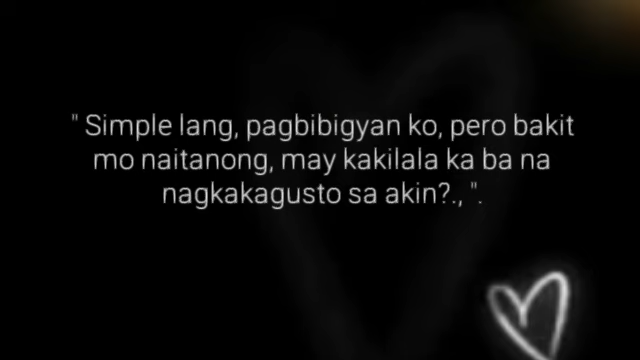 " Simple lang, pagbibigyan ko, pero bakit
mo naitanong, may kakilala ka ba na
nagkakagusto sa akin?., ".